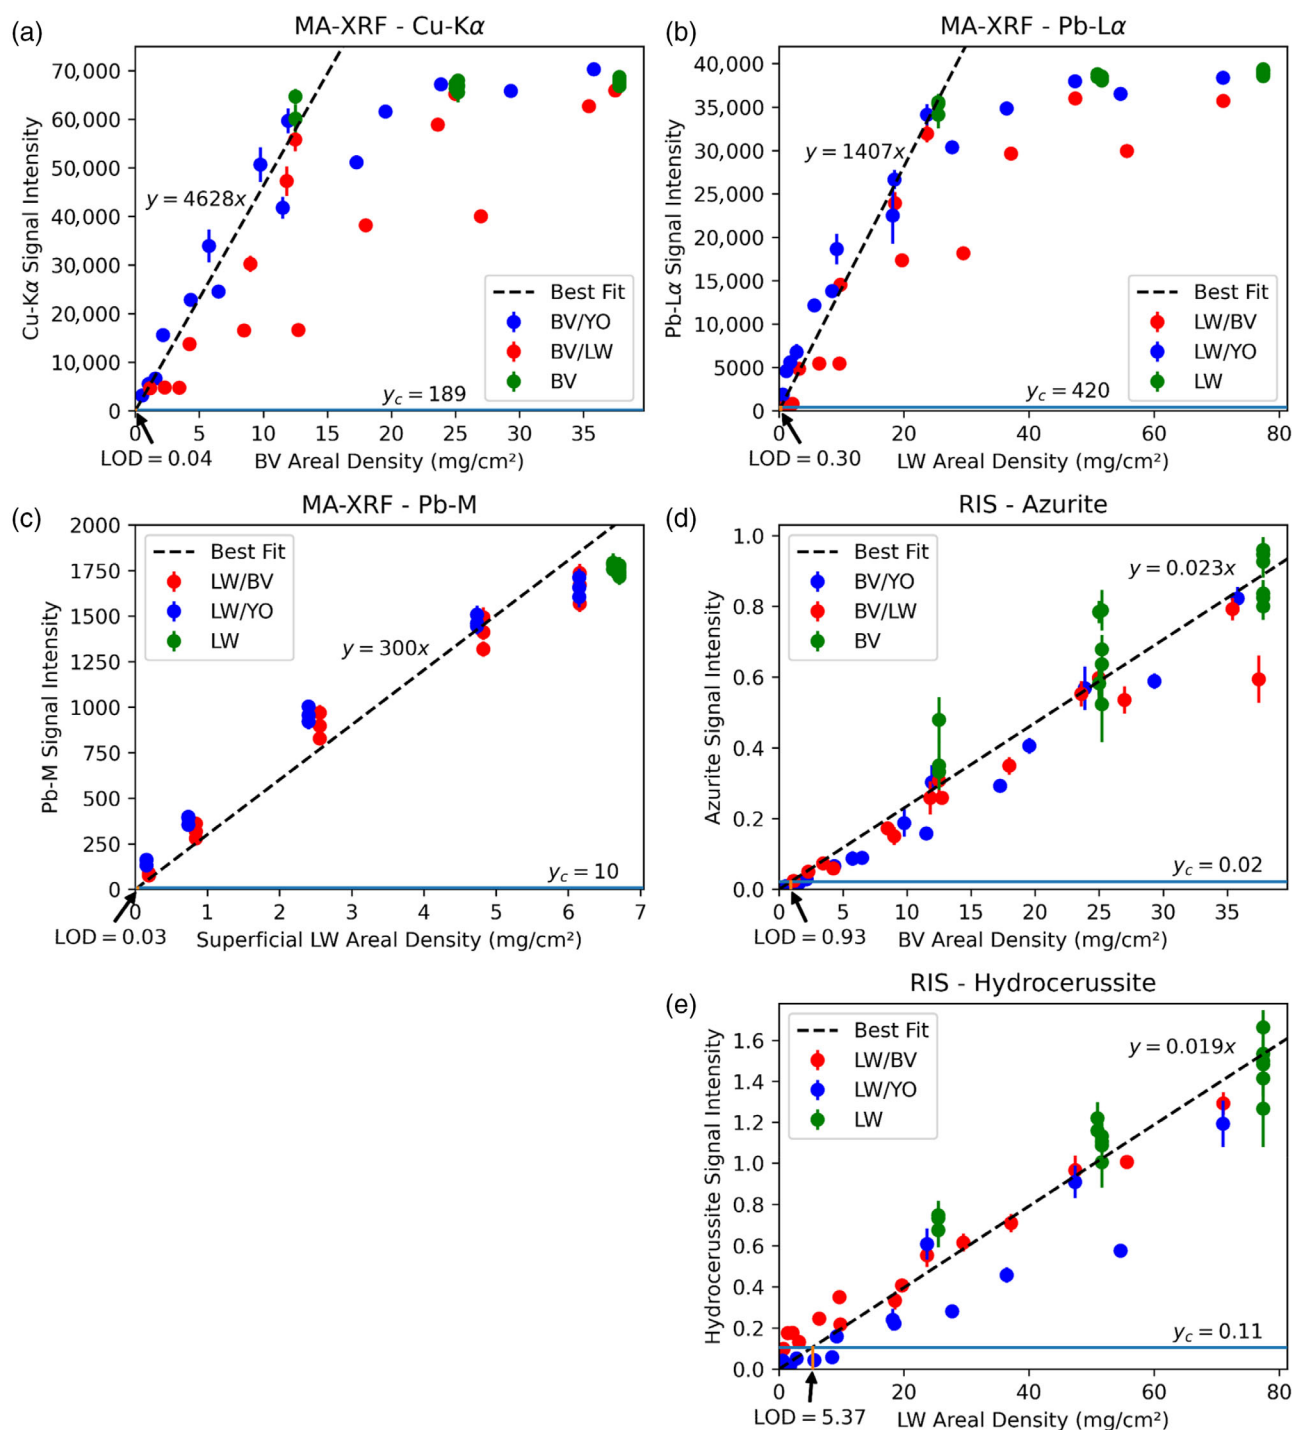 (a)
MA-XRF - Cu-Kα
70,000
60,000
50,000
40,000
30,000
20,000
10,000
0
Cu-Kα Signal Intensity
y = 4628x
Best Fit
BV/YO
BV/LW
BV
y_c = 189
0 5 10 15 20 25 30 35
LOD = 0.04
BV Areal Density (mg/cm²)
(b)
MA-XRF - Pb-Lα
40,000
35,000
30,000
25,000
20,000
15,000
10,000
5000
0
Pb-Lα Signal Intensity
y = 1407x
Best Fit
LW/BV
LW/YO
LW
y_c = 420
0 20 40 60 80
LOD = 0.30
LW Areal Density (mg/cm²)
(c)
MA-XRF - Pb-M
2000
1750
1500
1250
1000
750
500
250
0
Pb-M Signal Intensity
Best Fit
LW/BV
LW/YO
LW
y = 300x
y_c = 10
0 1 2 3 4 5 6 7
LOD = 0.03
Superficial LW Areal Density (mg/cm²)
(d)
RIS - Azurite
1.0
0.8
0.6
0.4
0.2
0.0
Azurite Signal Intensity
Best Fit
BV/YO
BV/LW
BV
y = 0.023x
y_c = 0.02
0 5 10 15 20 25 30 35
LOD = 0.93
BV Areal Density (mg/cm²)
(e)
RIS - Hydrocerussite
1.6
1.4
1.2
1.0
0.8
0.6
0.4
0.2
0.0
Hydrocerussite Signal Intensity
Best Fit
LW/BV
LW/YO
LW
y = 0.019x
y_c = 0.11
0 20 40 60 80
LOD = 5.37
LW Areal Density (mg/cm²)